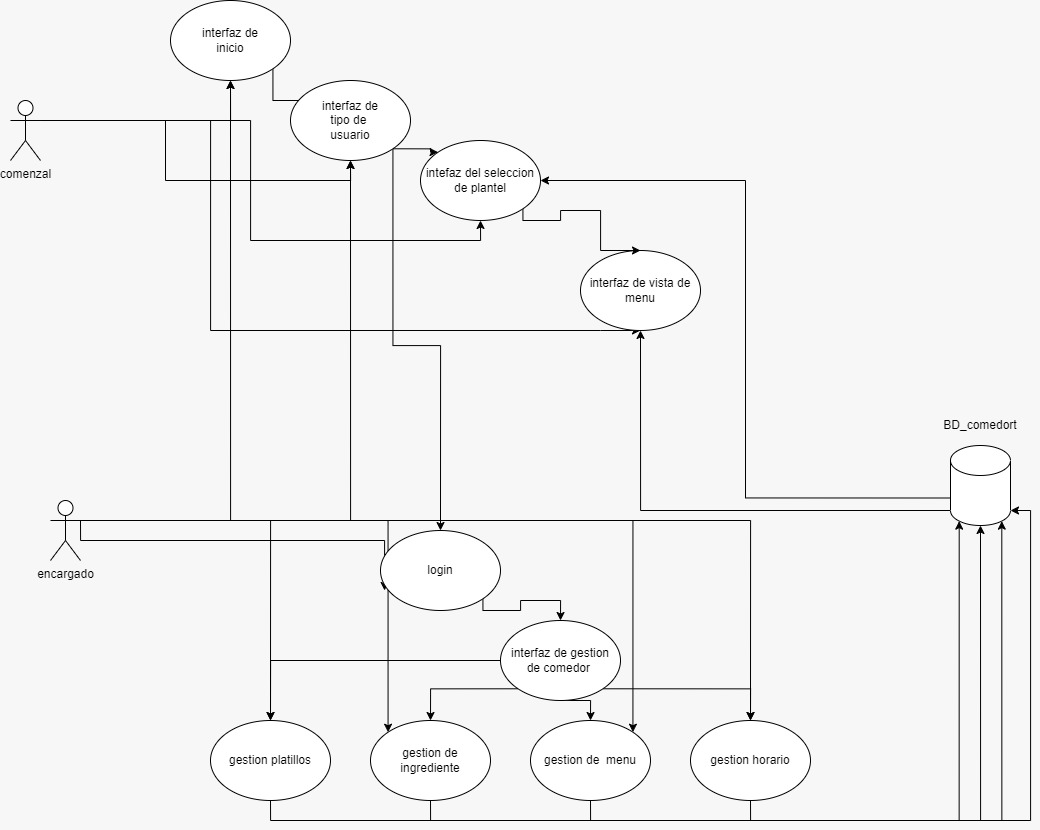 interfaz de
inicio
interfaz de
tipo de
usuario
comenzal
intefaz del seleccion
de plantel
interfaz de vista de
menu
BD_comedort
encargado
login
interfaz de gestion
de comedor
gestion platillos
gestion de
ingrediente
gestion de menu
gestion horario